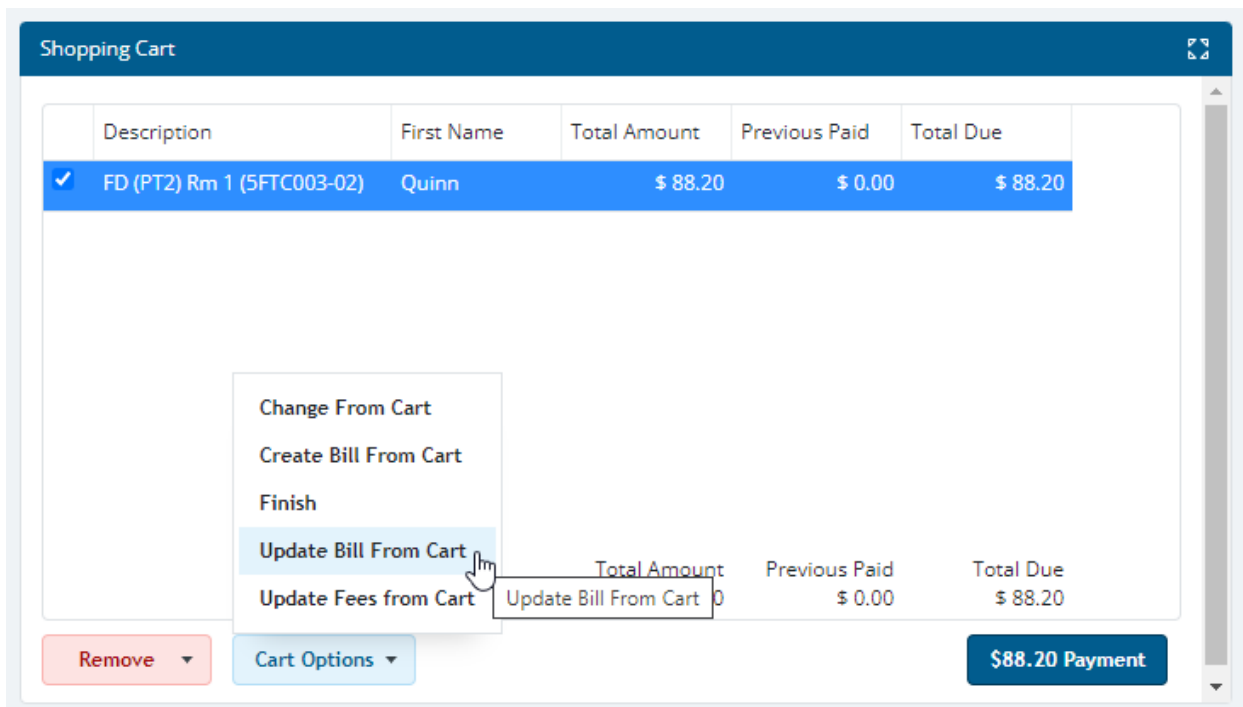 Shopping Cart
Description First Name Total Amount Previous Paid Total Due
FD (PT2) Rm 1 (5FTC003-02) Quinn $ 88.20 $ 0.00 $ 88.20
Change From Cart
Create Bill From Cart
Finish
Update Bill From Cart
Total Amount Previous Paid Total Due
Update Fees from Cart Update Bill From Cart 0 $ 0.00 $ 88.20
Remove Cart Options $88.20 Payment